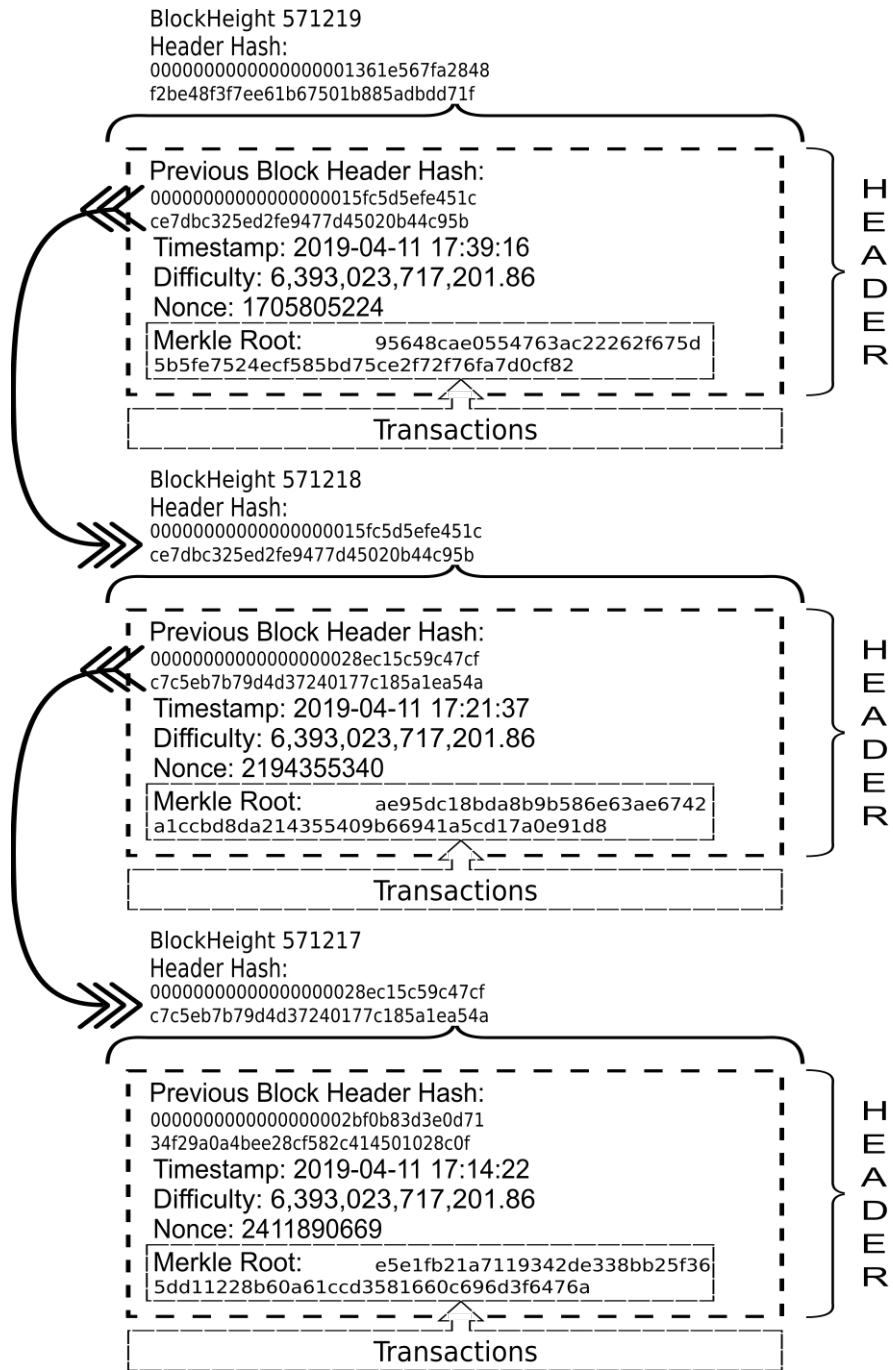 BlockHeight 571219
Header Hash:
0000000000000000001361e567fa2848
f2be48f3f7ee61b67501b885adbdd71f
Previous Block Header Hash:
00000000000000000015fc5d5efe451c
ce7dbc325ed2fe9477d45020b44c95b
Timestamp: 2019-04-11 17:39:16
Difficulty: 6,393,023,717,201.86
Nonce: 1705805224
Merkle Root: 95648cae0554763ac22262f675d
5b5fe7524ecf585bd75ce2f72f76fa7d0cf82
HEADER
Transactions
BlockHeight 571218
Header Hash:
00000000000000000015fc5d5efe451c
ce7dbc325ed2fe9477d45020b44c95b
Previous Block Header Hash:
00000000000000000028ec15c59c47cf
c7c5eb7b79d4d37240177c185a1ea54a
Timestamp: 2019-04-11 17:21:37
Difficulty: 6,393,023,717,201.86
Nonce: 2194355340
Merkle Root: ae95dc18bda8b9b586e63ae6742
a1ccbd8da214355409b66941a5cd17a0e91d8
HEADER
Transactions
BlockHeight 571217
Header Hash:
00000000000000000028ec15c59c47cf
c7c5eb7b79d4d37240177c185a1ea54a
Previous Block Header Hash:
0000000000000000002bf0b83d3e0d71
34f29a0a4bee28cf582c414501028c0f
Timestamp: 2019-04-11 17:14:22
Difficulty: 6,393,023,717,201.86
Nonce: 2411890669
Merkle Root: e5e1fb21a7119342de338bb25f36
5dd11228b60a61ccd3581660c696d3f6476a
HEADER
Transactions